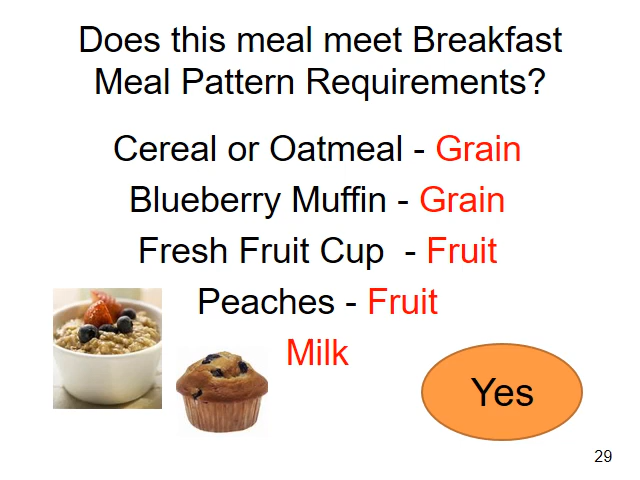 Does this meal meet Breakfast
Meal Pattern Requirements?
Cereal or Oatmeal - Grain
Blueberry Muffin - Grain
Fresh Fruit Cup  - Fruit
Peaches - Fruit
Milk
Yes
29